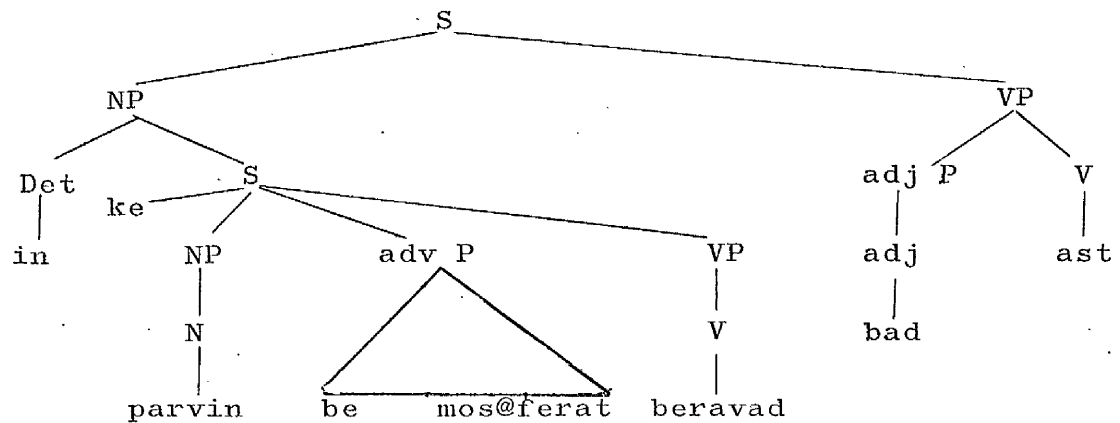 S
NP VP
Det S adj P V
ke
in NP adv P VP adj ast
N V bad
parvin be mos@ferat beravad